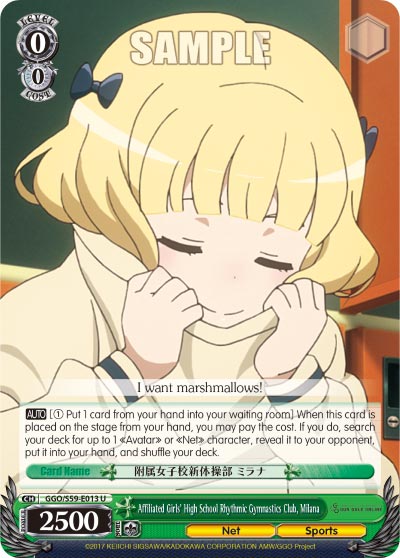 LEVEL
0
0
COST
SAMPLE
I want marshmallows!
AUTO [① Put 1 card from your hand into your waiting room] When this card is
placed on the stage from your hand, you may pay the cost. If you do, search
your deck for up to 1 «Avatar» or «Net» character, reveal it to your opponent,
put it into your hand, and shuffle your deck.
Card Name 附属女子校新体操部 ミラナ
CH GGO/S59-E013 U
Affiliated Girls' High School Rhythmic Gymnastics Club, Milana
GUN GALE ONLINE
POWER 2500
Net Sports
©2017 KEIICHI SIGSAWA/KADOKAWA CORPORATION AMW/GGO Project